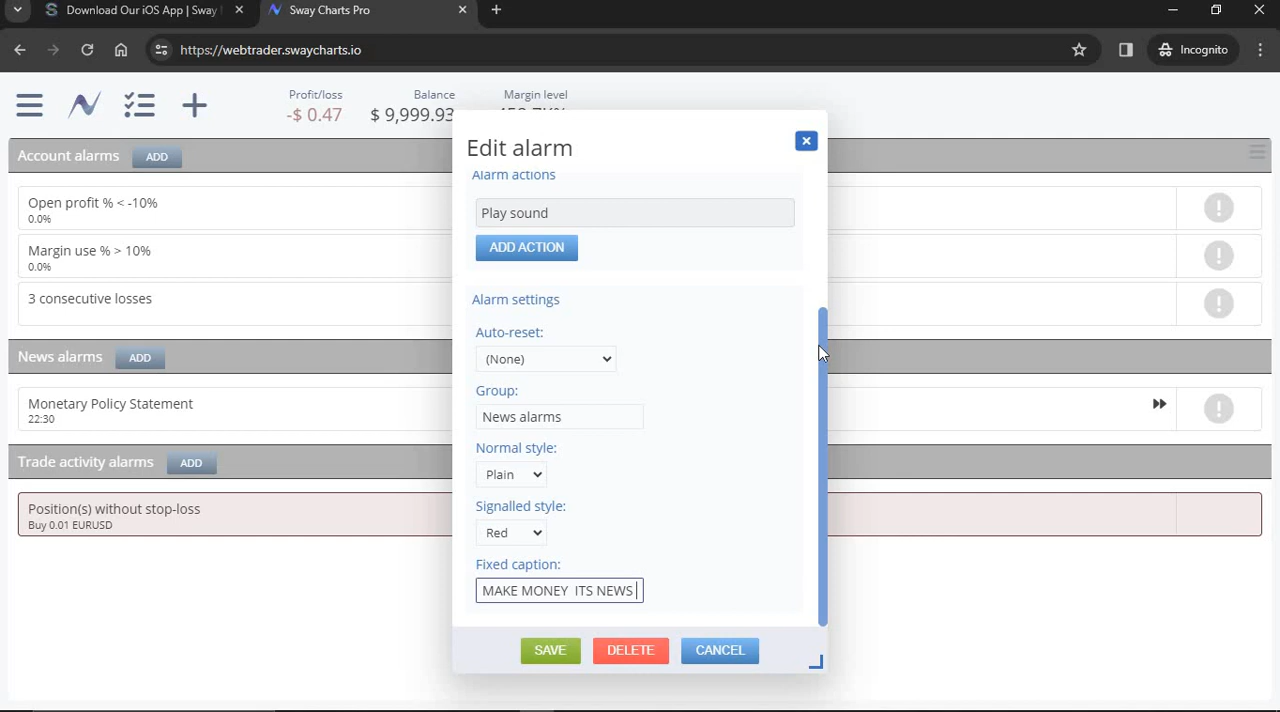 Download Our iOS App | Sway
Sway Charts Pro
https://webtrader.swaycharts.io
Incognito
Profit/loss
Balance
Margin level
-$ 0.47
$ 9,999.93
Edit alarm
Account alarms
ADD
Alarm actions
Open profit % < -10%
0.0%
Play sound
ADD ACTION
Margin use % > 10%
0.0%
3 consecutive losses
Alarm settings
Auto-reset:
(None)
News alarms
ADD
Group:
News alarms
Monetary Policy Statement
22:30
Normal style:
Plain
Trade activity alarms
ADD
Signalled style:
Red
Position(s) without stop-loss
Buy 0.01 EURUSD
Fixed caption:
MAKE MONEY  ITS NEWS
SAVE
DELETE
CANCEL